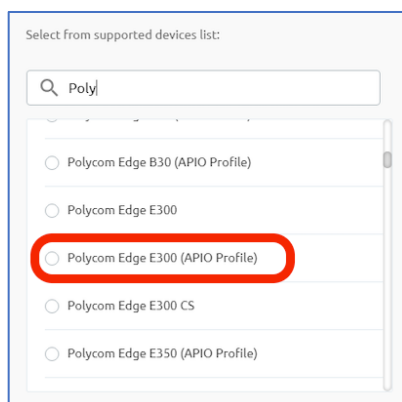 Select from supported devices list:
Poly
Polycom Edge B30 (APIO Profile)
Polycom Edge E300
Polycom Edge E300 (APIO Profile)
Polycom Edge E300 CS
Polycom Edge E350 (APIO Profile)